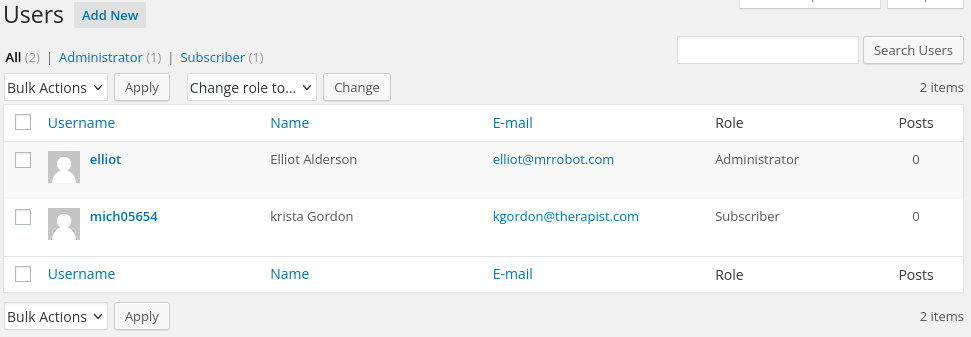 Users Add New
All (2) | Administrator (1) | Subscriber (1)
Search Users
Bulk Actions Apply Change role to... Change 2 items
Username Name E-mail Role Posts
elliot Elliot Alderson elliot@mrrobot.com Administrator 0
mich05654 krista Gordon kgordon@therapist.com Subscriber 0
Username Name E-mail Role Posts
Bulk Actions Apply 2 items